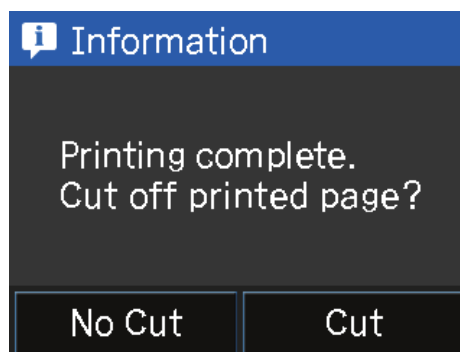 Information
Printing complete.
Cut off printed page?
No Cut
Cut